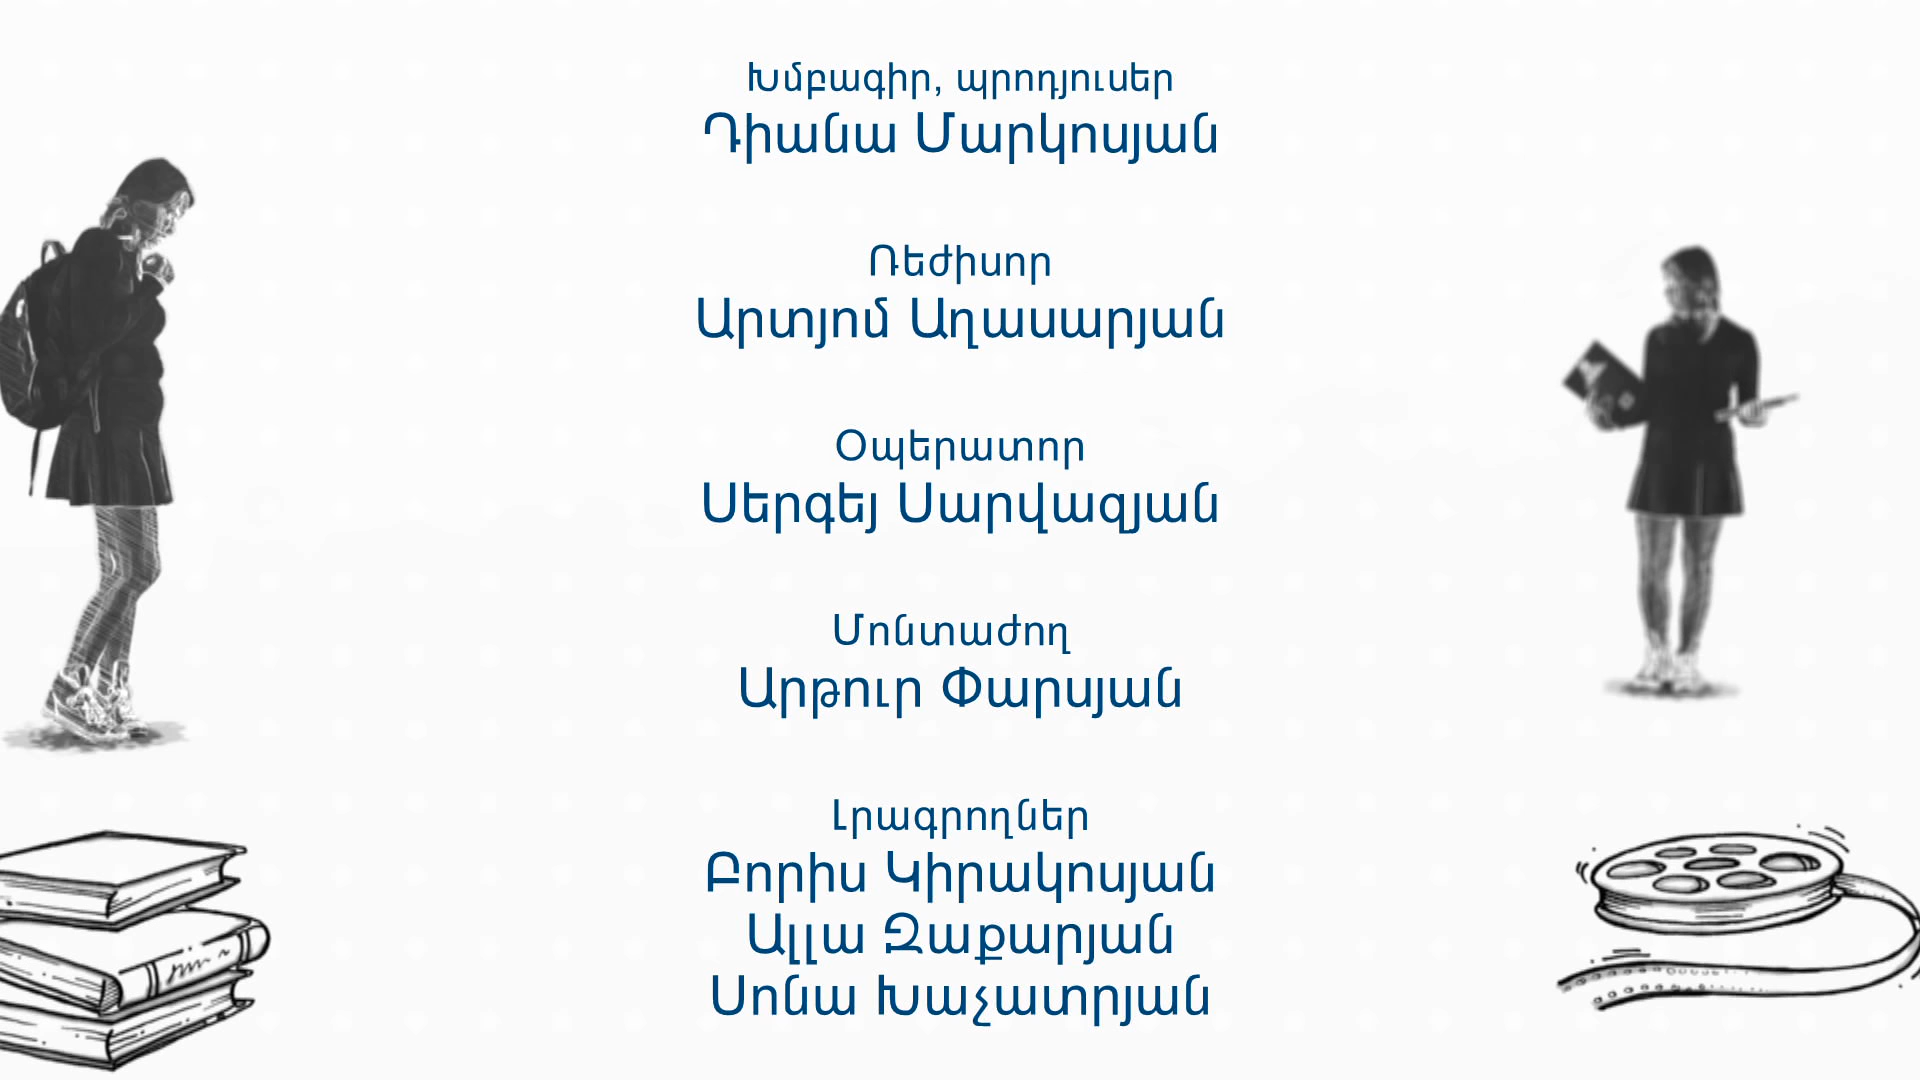 Խմբագիր, պրոդյուսեր
Դիանա Մարկոսյան
Ռեժիսոր
Արտյոմ Աղասարյան
Օպերատոր
Սերգեյ Սարվազյան
Մոնտաժող
Արթուր Փարսյան
Լրագրողներ
Բորիս Կիրակոսյան
Ալլա Զաքարյան
Սոնա Խաչատրյան